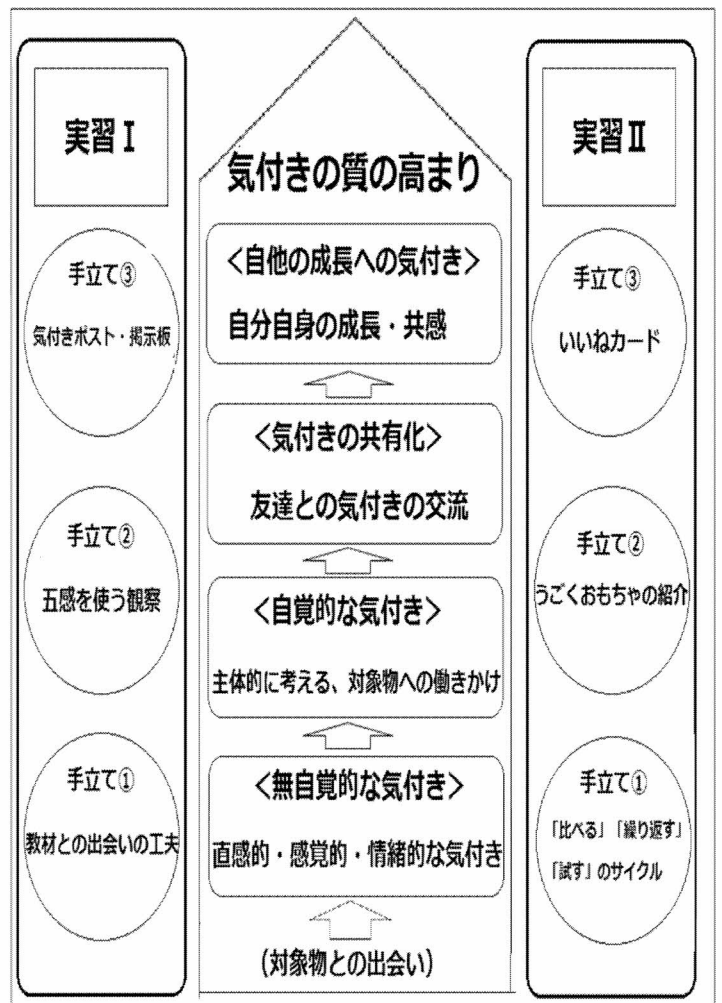 実習Ⅰ
手立て③
気付きポスト・掲示板
手立て②
五感を使う観察
手立て①
教材との出会いの工夫
気付きの質の高まり
<自他の成長への気付き>
自分自身の成長・共感
<気付きの共有化>
友達との気付きの交流
<自覚的な気付き>
主体的に考える、対象物への働きかけ
<無自覚的な気付き>
直感的・感覚的・情緒的な気付き
(対象物との出会い)
実習Ⅱ
手立て③
いいねカード
手立て②
うごくおもちゃの紹介
手立て①
「比べる」「繰り返す」
「試す」のサイクル